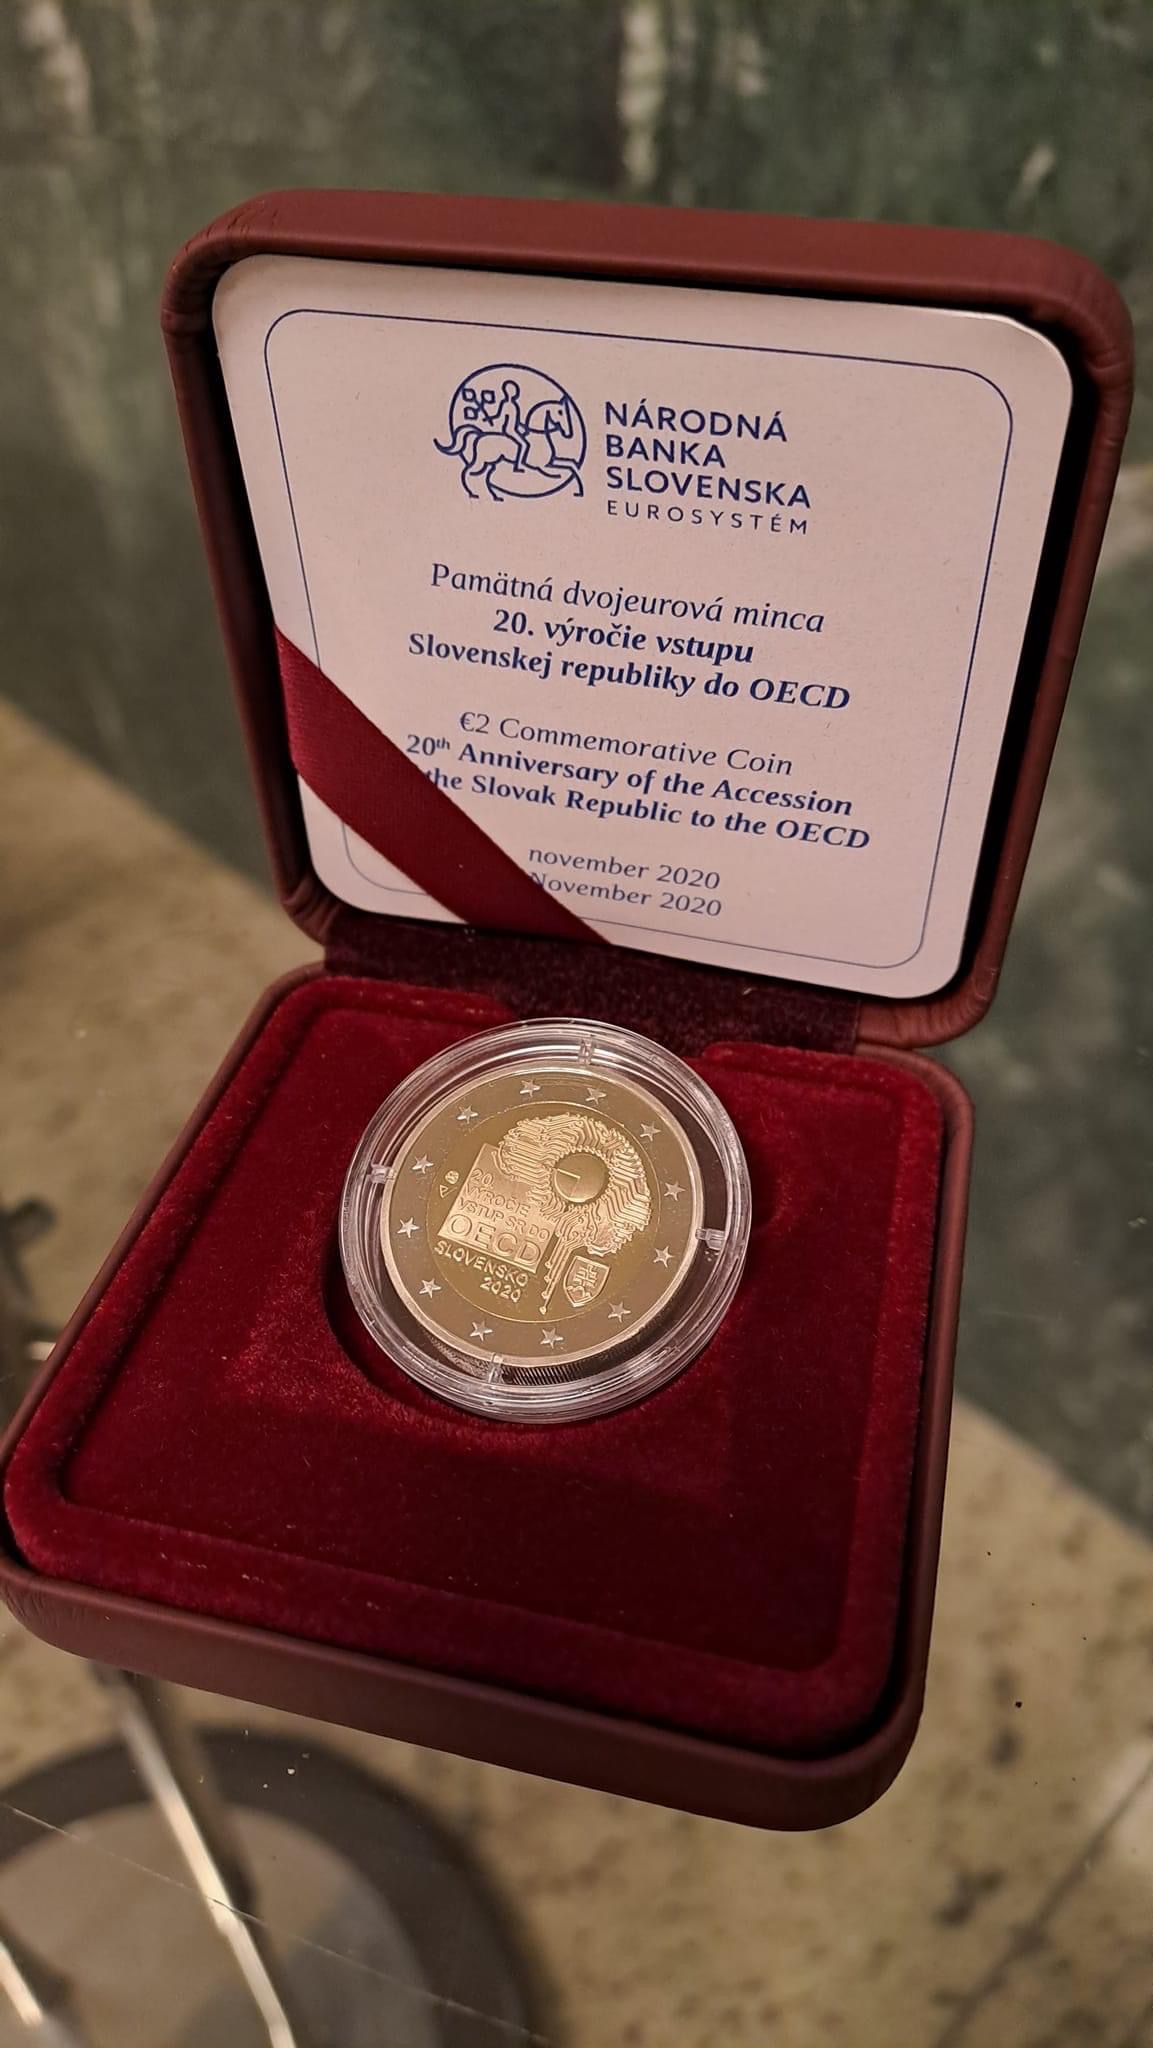 NÁRODNÁ
BANKA
SLOVENSKA
EUROSYSTÉM
Pamätná dvojeurová minca
20. výročie vstupu
Slovenskej republiky do OECD
€2 Commemorative Coin
20th Anniversary of the Accession
the Slovak Republic to the OECD
november 2020
November 2020
20.
VÝROČIE
VSTUP SR DO
OECD
SLOVENSKO
2020